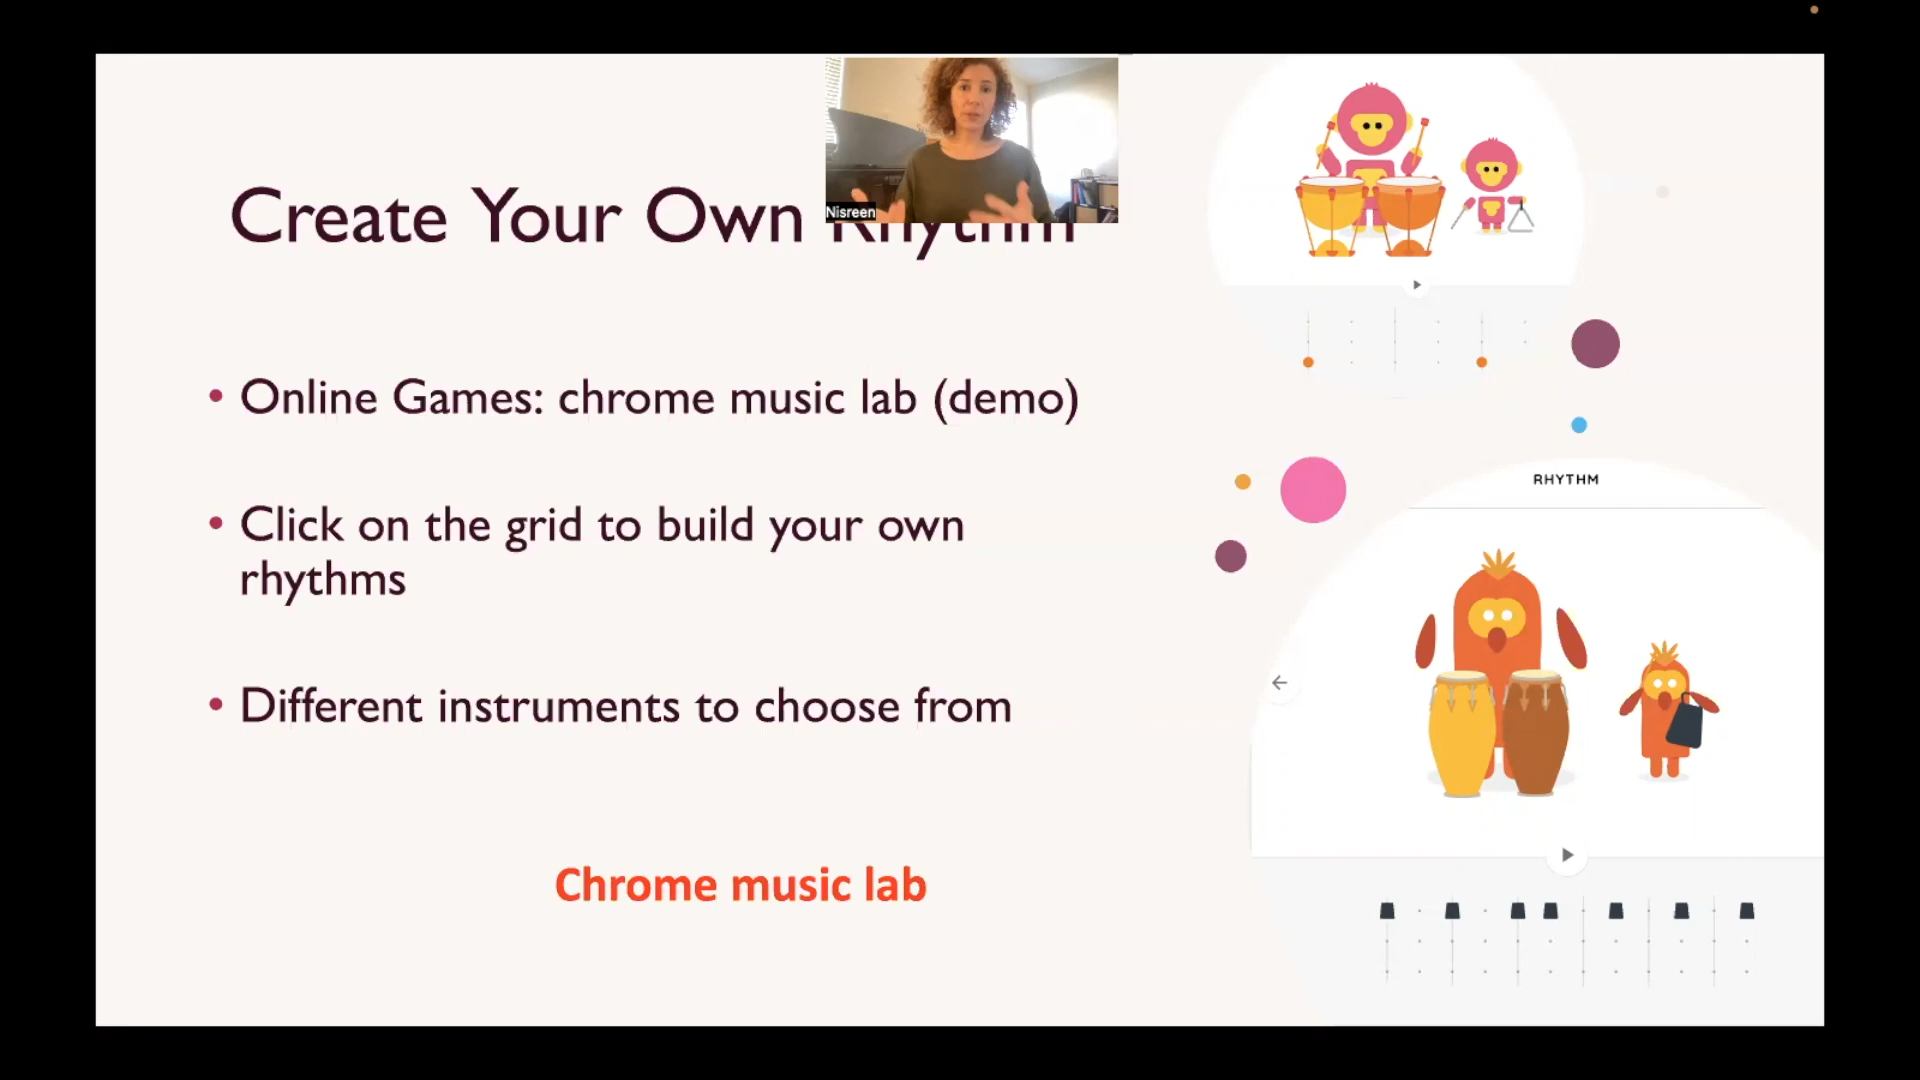 Nisreen
Create Your Own Rhythm
• Online Games: chrome music lab (demo)
• Click on the grid to build your own
rhythms
• Different instruments to choose from
Chrome music lab
RHYTHM